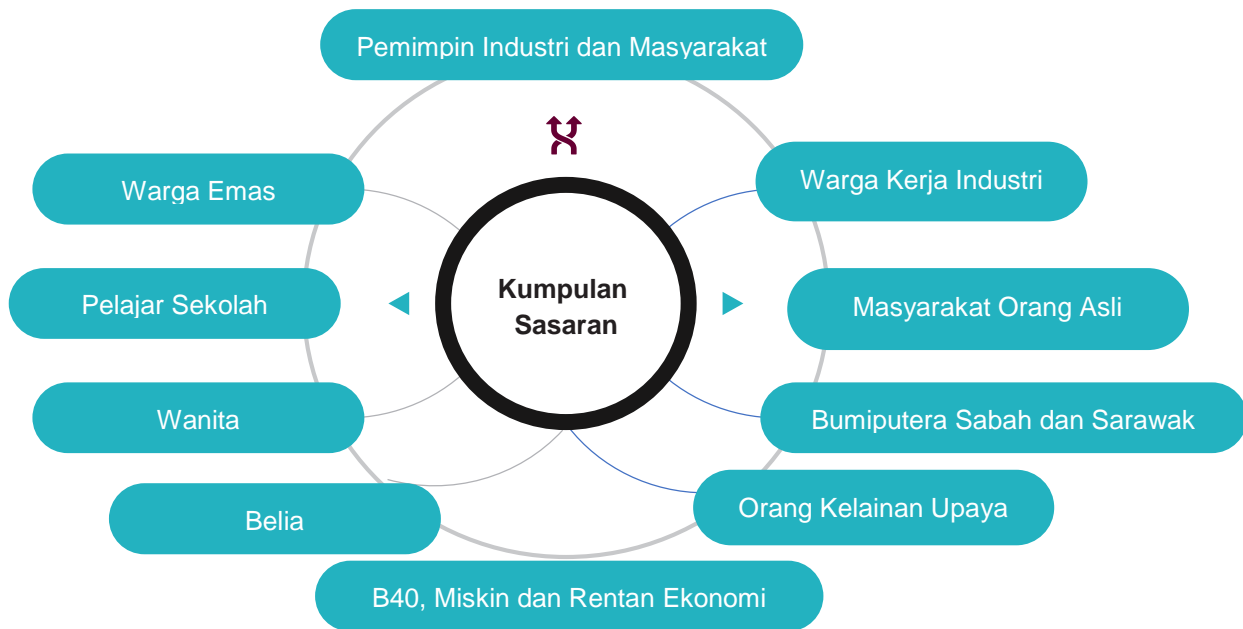 Pemimpin Industri dan Masyarakat
Warga Emas
Warga Kerja Industri
Pelajar Sekolah
Kumpulan
Sasaran
Masyarakat Orang Asli
Wanita
Bumiputera Sabah dan Sarawak
Belia
Orang Kelainan Upaya
B40, Miskin dan Rentan Ekonomi